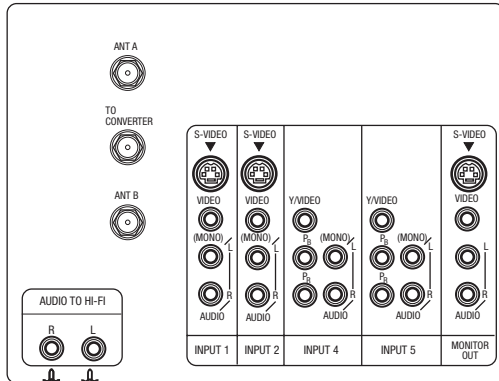 ANT A
TO
CONVERTER
ANT B
AUDIO TO HI-FI
R L
S-VIDEO S-VIDEO S-VIDEO
VIDEO VIDEO Y/VIDEO Y/VIDEO VIDEO
(MONO) (MONO) PB (MONO) PB (MONO)
L L L L L
PR PR
R R R R R
AUDIO AUDIO AUDIO AUDIO AUDIO
INPUT 1 INPUT 2 INPUT 4 INPUT 5 MONITOR
OUT